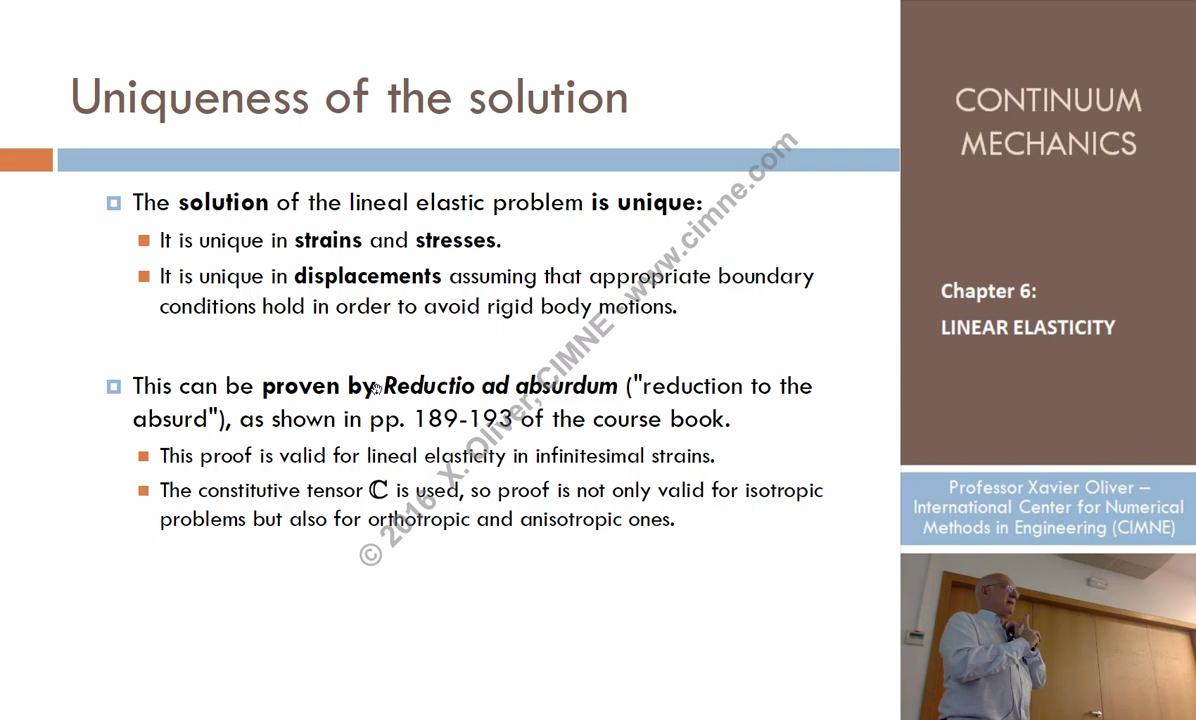 Uniqueness of the solution
The solution of the lineal elastic problem is unique:
It is unique in strains and stresses.
It is unique in displacements assuming that appropriate boundary
conditions hold in order to avoid rigid body motions.
This can be proven by Reductio ad absurdum ("reduction to the
absurd"), as shown in pp. 189-193 of the course book.
This proof is valid for lineal elasticity in infinitesimal strains.
The constitutive tensor ℂ is used, so proof is not only valid for isotropic
problems but also for orthotropic and anisotropic ones.
© 2016 X. Oliver, CIMNE - www.cimne.com
CONTINUUM
MECHANICS
Chapter 6:
LINEAR ELASTICITY
Professor Xavier Oliver –
International Center for Numerical
Methods in Engineering (CIMNE)